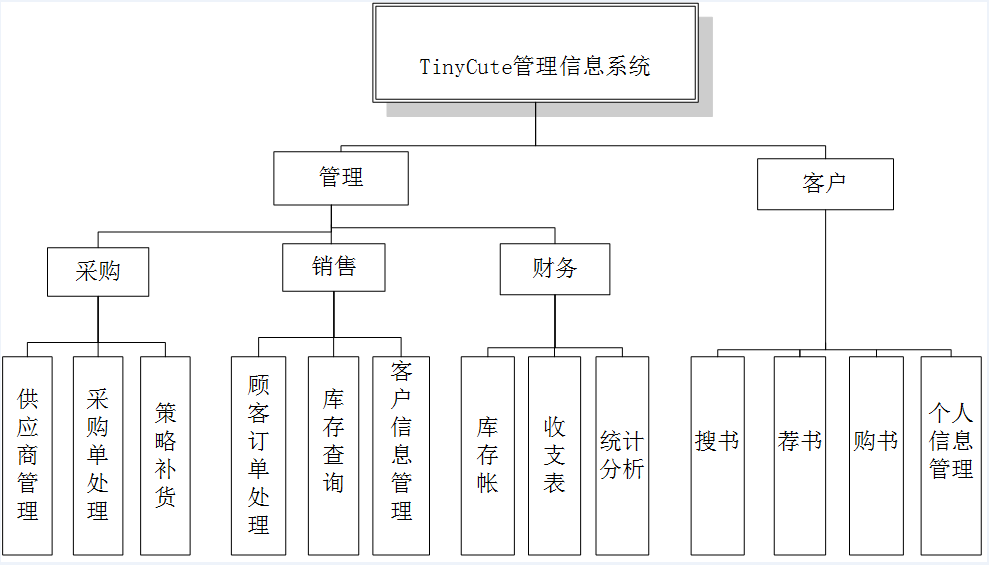 TinyCute管理信息系统
管理
客户
采购
销售
财务
供应商管理
采购单处理
策略补货
顾客订单处理
库存查询
客户信息管理
库存帐
收支表
统计
分析
搜书
荐书
购书
个人
信息
管理